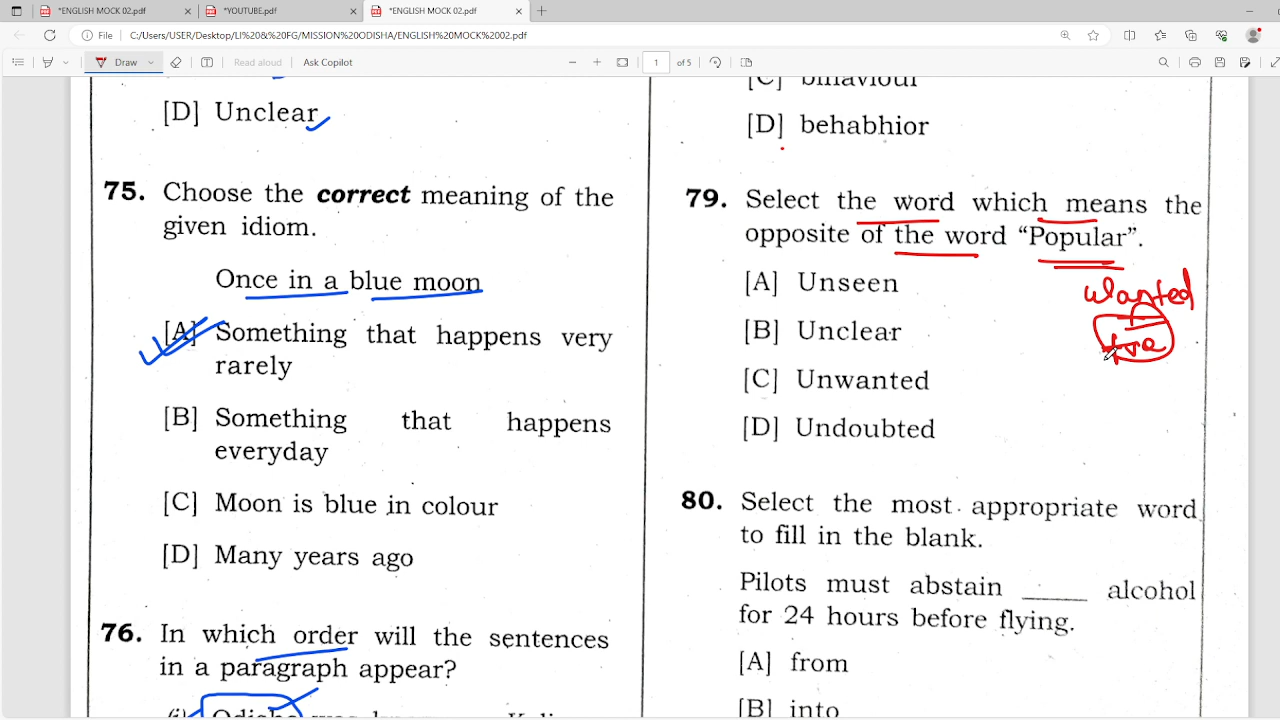 *ENGLISH MOCK 02.pdf
*YOUTUBE.pdf
*ENGLISH MOCK 02.pdf
File
C:/Users/USER/Desktop/LI%20&%20FG/MISSION%20ODISHA/ENGLISH%20MOCK%2002.pdf
Draw
Read aloud
Ask Copilot
1 of 5
[D] Unclear
75. Choose the correct meaning of the
given idiom.
Once in a blue moon
[A] Something that happens very
rarely
[B] Something that happens
everyday
[C] Moon is blue in colour
[D] Many years ago
76. In which order will the sentences
in a paragraph appear?
(i) Odisha
[C] bihaviour
[D] behabhior
79. Select the word which means the
opposite of the word “Popular”.
[A] Unseen
[B] Unclear
[C] Unwanted
[D] Undoubted
wanted
+ve
80. Select the most appropriate word
to fill in the blank.
Pilots must abstain _____ alcohol
for 24 hours before flying.
[A] from
[B] into